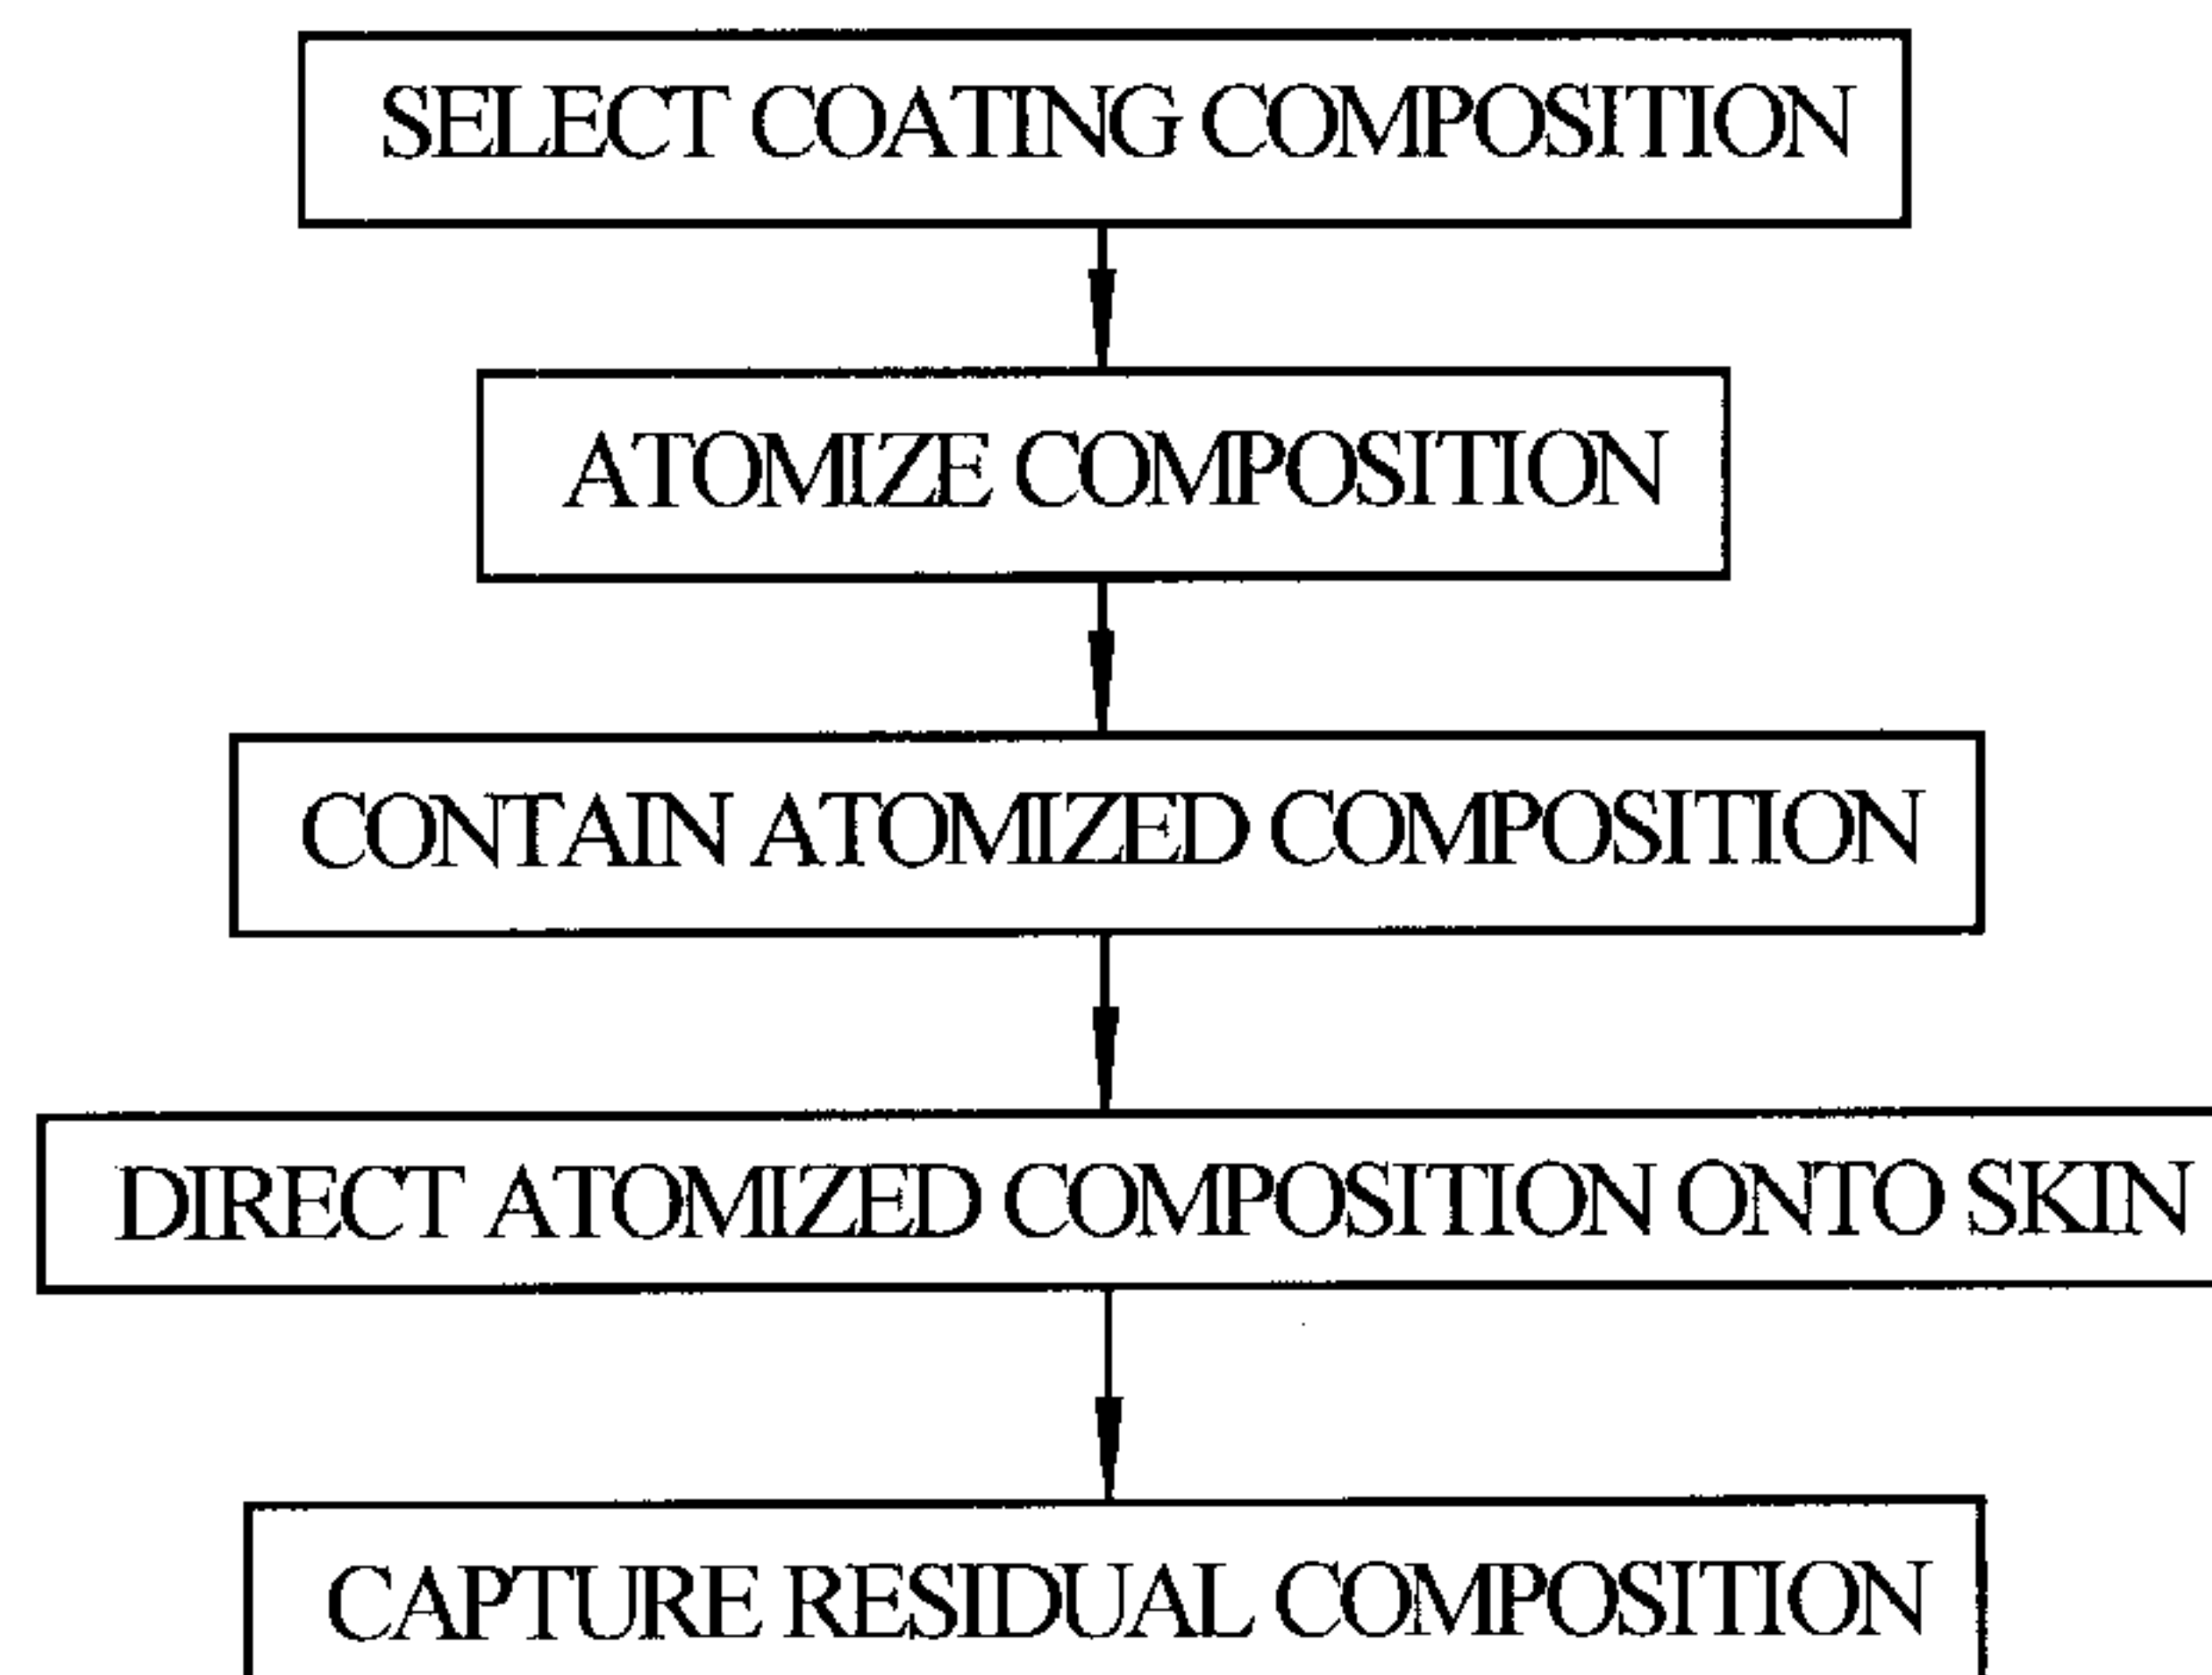 SELECT COATING COMPOSITION
ATOMIZE COMPOSITION
CONTAIN ATOMIZED COMPOSITION
DIRECT ATOMIZED COMPOSITION ONTO SKIN
CAPTURE RESIDUAL COMPOSITION